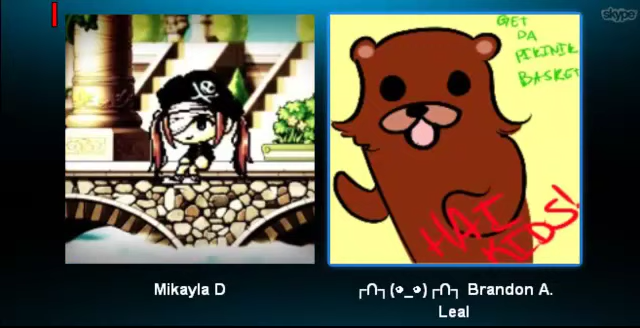 skype
GET
DA
PIKINIK
BASKET
HAI
KIDS!
Mikayla D
┌∩┐(◕_◕)┌∩┐ Brandon A.
Leal